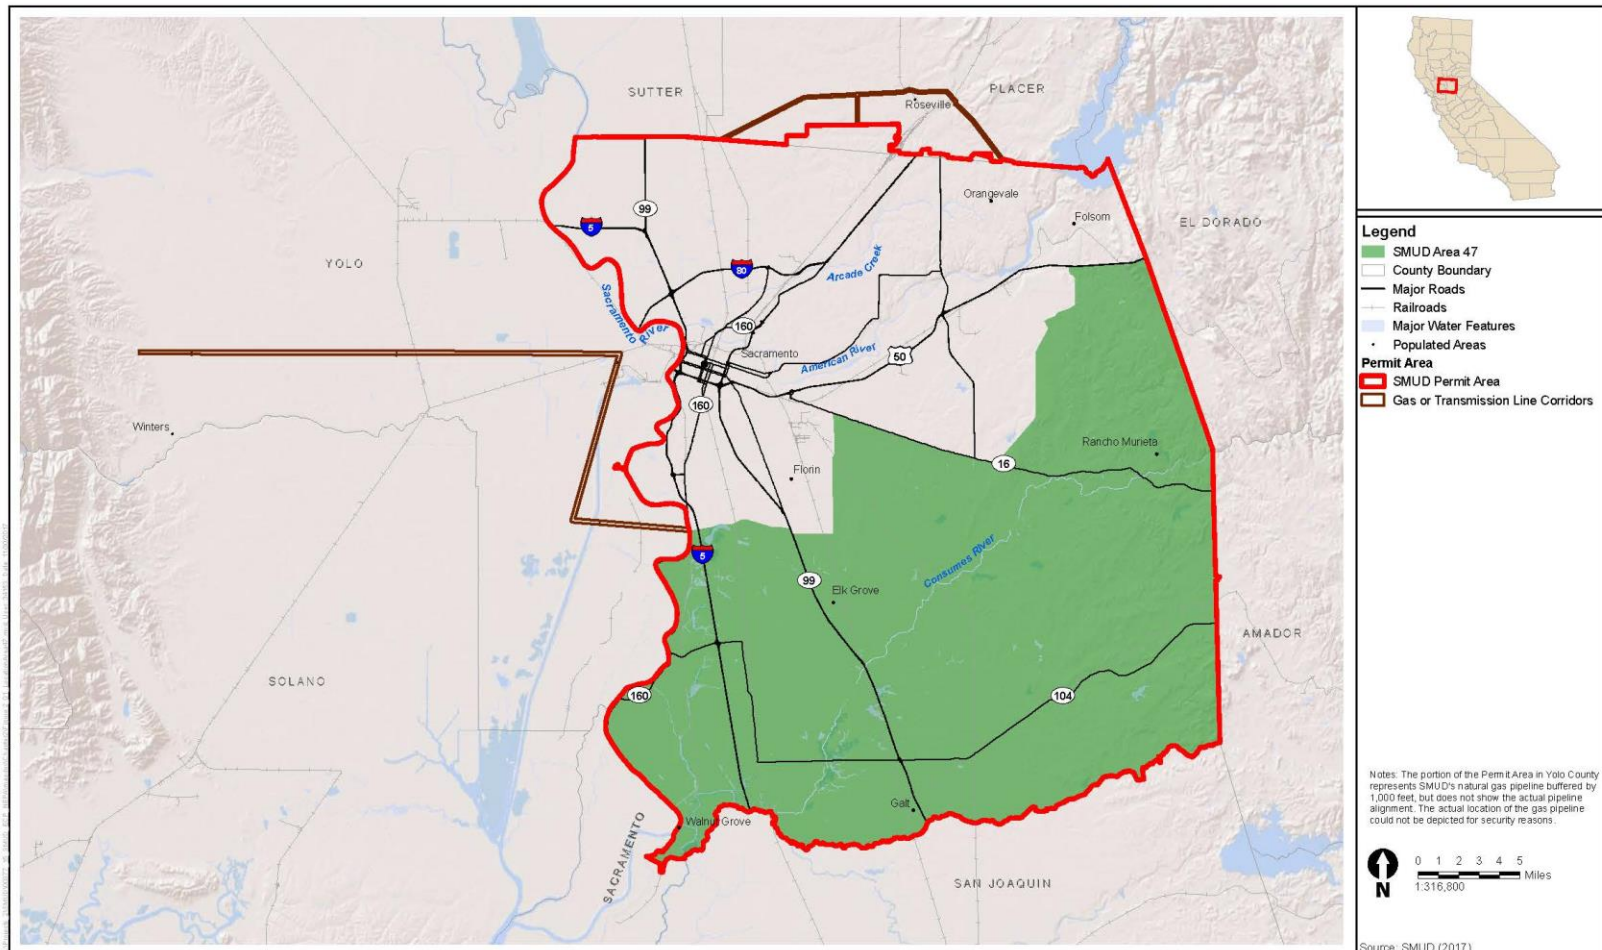 SUTTER
PLACER
Roseville
99
Orangevale
Folsom
EL DORADO
5
YOLO
80
Arcade Creek
Sacramento
River
160
Sacramento
American River
50
160
Winters
Rancho Murieta
16
Florin
5
Consumes River
99
Elk Grove
AMADOR
SOLANO
160
104
Galt
Walnut Grove
SACRAMENTO
SAN JOAQUIN
Legend
SMUD Area 47
County Boundary
Major Roads
Railroads
Major Water Features
Populated Areas
Permit Area
SMUD Permit Area
Gas or Transmission Line Corridors
Notes: The portion of the Permit Area in Yolo County
represents SMUD's natural gas pipeline buffered by
1,000 feet, but does not show the actual pipeline
alignment. The actual location of the gas pipeline
could not be depicted for security reasons.
0 1 2 3 4 5
Miles
1:316,800
N
Source: SMUD (2017)